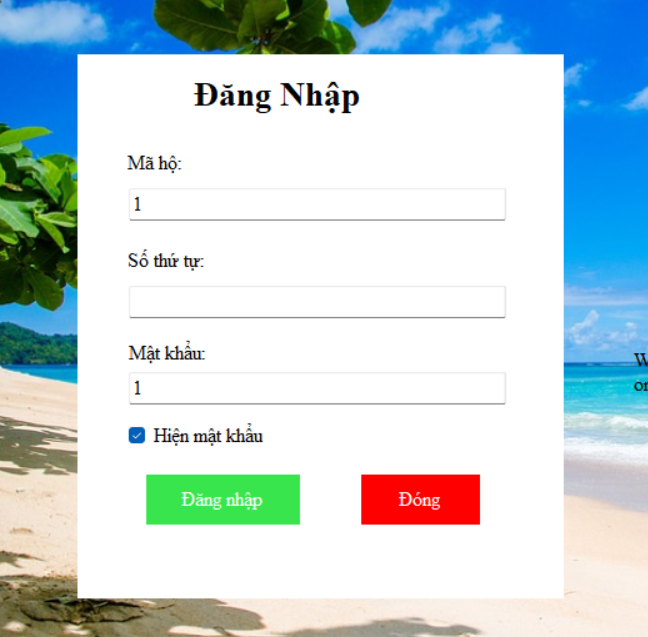 Đăng Nhập
Mã hộ:
1
Số thứ tự:
Mật khẩu:
1
Hiện mật khẩu
Đăng nhập
Đóng